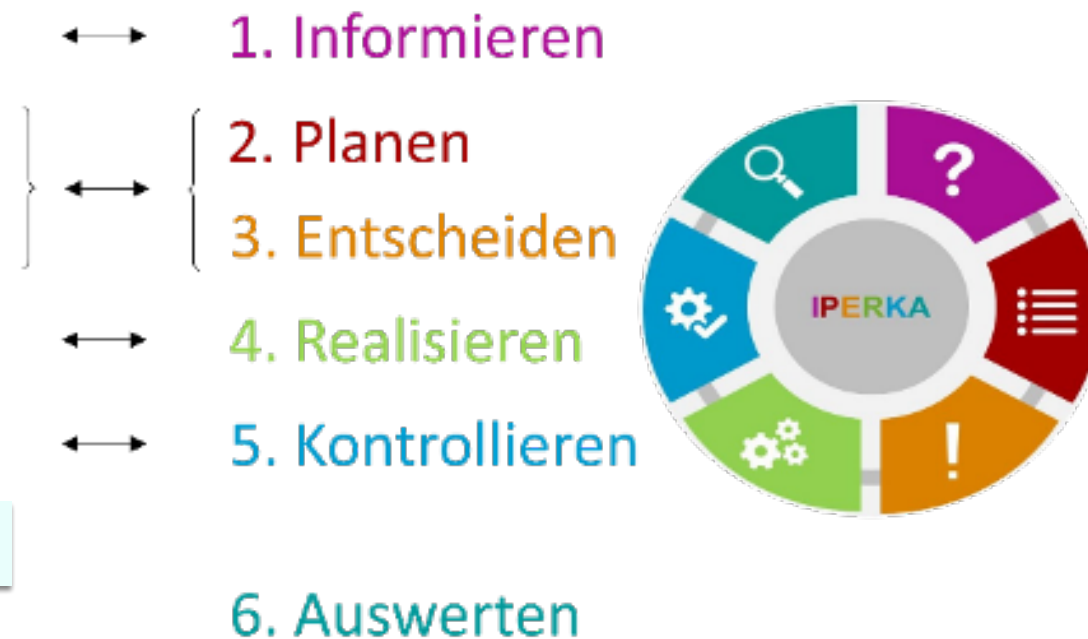 1. Informieren
2. Planen
3. Entscheiden
4. Realisieren
5. Kontrollieren
6. Auswerten
?
IPERKA
!